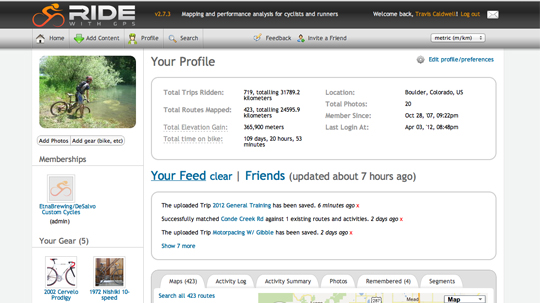 RIDE
WITH GPS
v2.7.3
Mapping and performance analysis for cyclists and runners
Welcome back, Travis Caldwell! Logout
Home
Add Content
Profile
Search
Feedback
Invite a Friend
metric (m/km)
Your Profile
Edit profile/preferences
Total Trips Ridden: 719, totalling 31789.2 kilometers
Total Routes Mapped: 423, totalling 24595.9 kilometers
Total Elevation Gain: 365,900 meters
Total time on bike: 109 days, 20 hours, 53 minutes
Location: Boulder, Colorado, US
Total Photos: 20
Member Since: Oct 28, '07, 09:22pm
Last Login At: Apr 03, '12, 08:48pm
Add Photos
Add gear (bike, etc)
Memberships
EtnaBrewing/DeSalvo
Custom Cycles
(admin)
Your Gear (5)
2002 Cervelo
Prodigy
1972 Nishiki 10-
speed
Your Feed clear | Friends (updated about 7 hours ago)
The uploaded Trip 2012 General Training has been saved. 6 minutes ago x
Successfully matched Conde Creek Rd against 1 existing routes and activities. 2 days ago x
The uploaded Trip Motorpacing W/ Gibble has been saved. 2 days ago x
Show 7 more
Maps (423)
Activity Log
Activity Summary
Photos
Remembered (4)
Segments
Search all 423 routes
287
Mead
Map